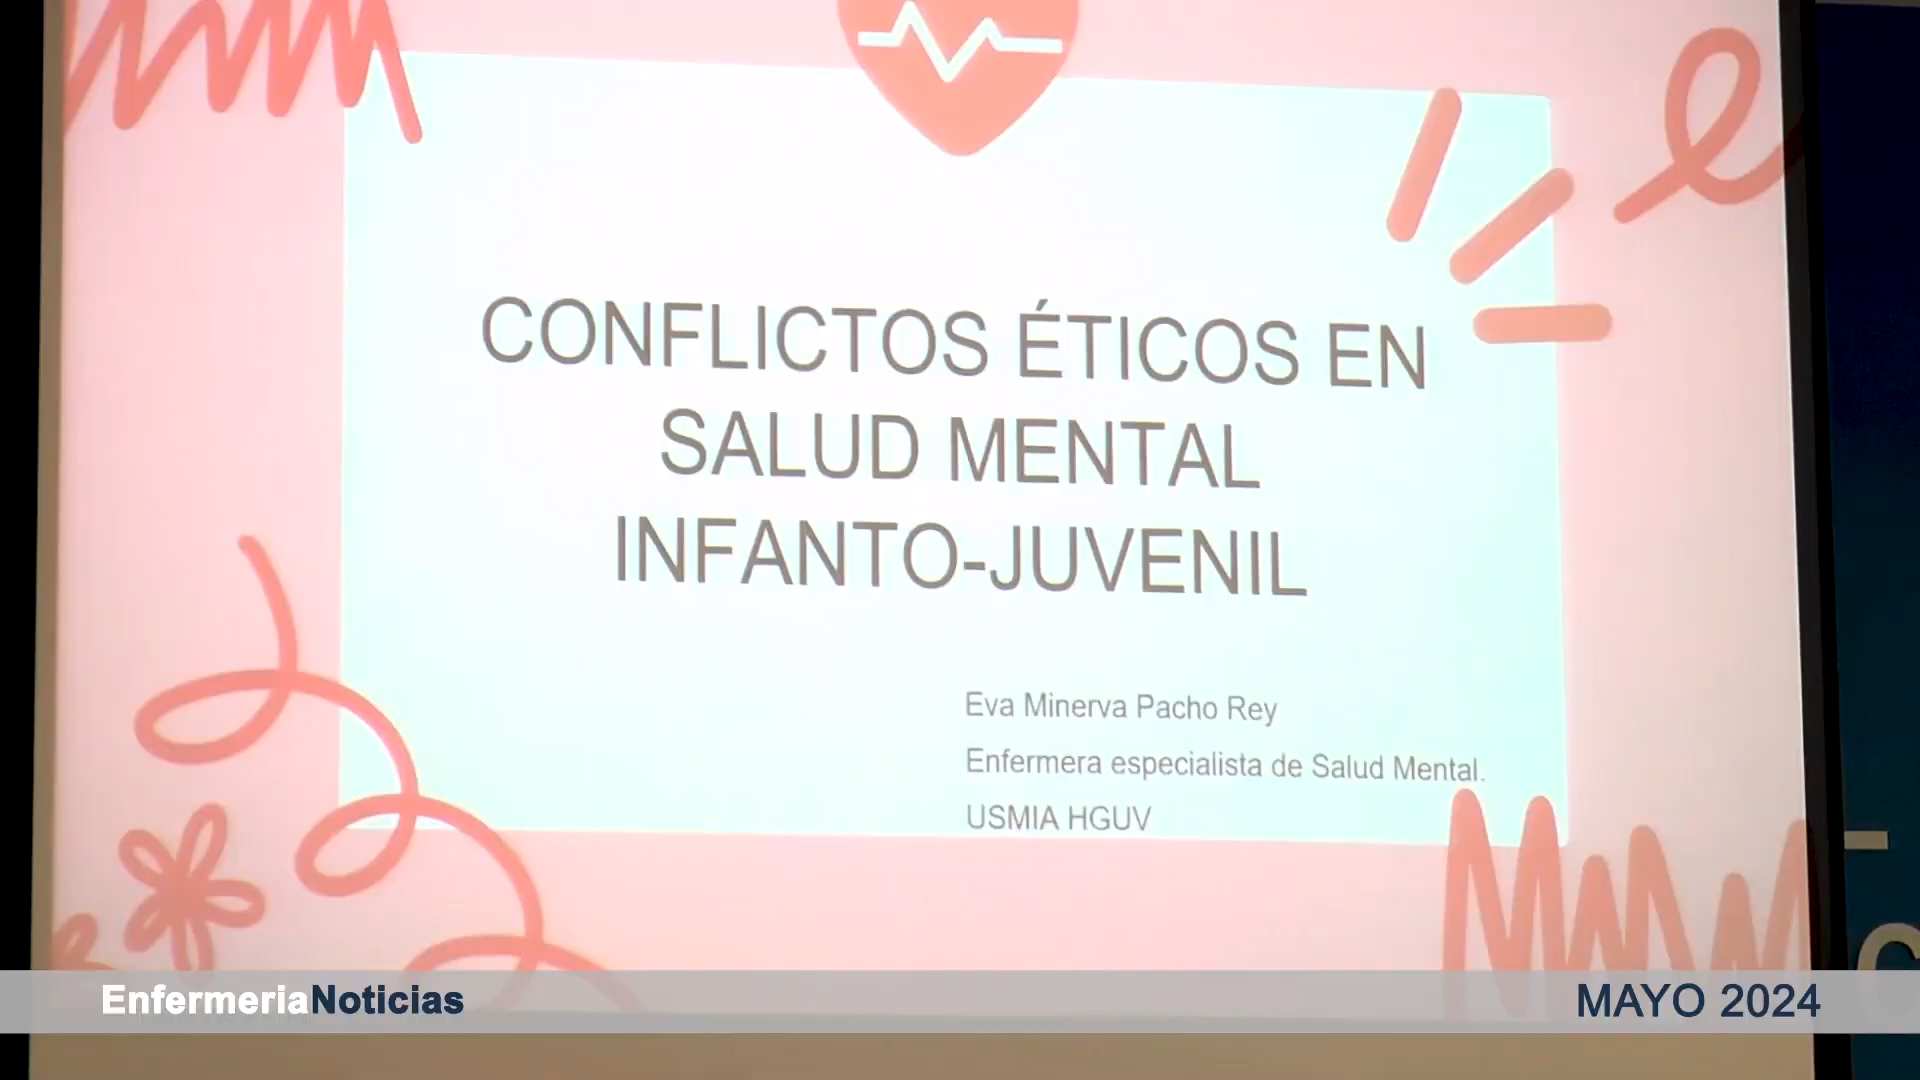 CONFLICTOS ÉTICOS EN
SALUD MENTAL
INFANTO-JUVENIL
Eva Minerva Pacho Rey
Enfermera especialista de Salud Mental.
USMIA HGUV
EnfermeriaNoticias
MAYO 2024